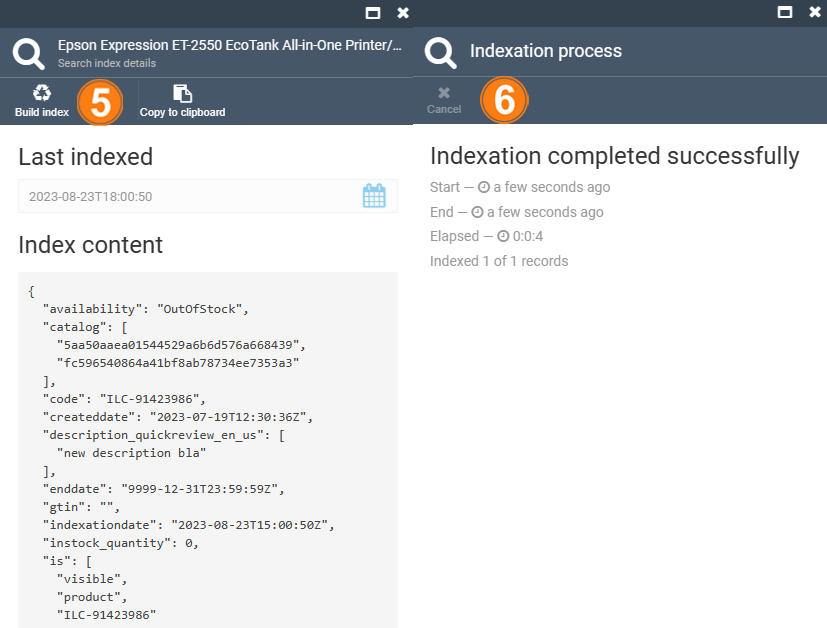 Epson Expression ET-2550 EcoTank All-in-One Printer/...
Search index details
Build index
5
Copy to clipboard
Last indexed
2023-08-23T18:00:50
Index content
{
"availability": "OutOfStock",
"catalog": [
"5aa50aaea01544529a6b6d576a668439",
"fc596540864a41bf8ab78734ee7353a3"
],
"code": "ILC-91423986",
"createddate": "2023-07-19T12:30:36Z",
"description_quickreview_en_us": [
"new description bla"
],
"enddate": "9999-12-31T23:59:59Z",
"gtin": "",
"indexationdate": "2023-08-23T15:00:50Z",
"instock_quantity": 0,
"is": [
"visible",
"product",
"ILC-91423986"
Indexation process
Cancel
6
Indexation completed successfully
Start — a few seconds ago
End — a few seconds ago
Elapsed — 0:0:4
Indexed 1 of 1 records